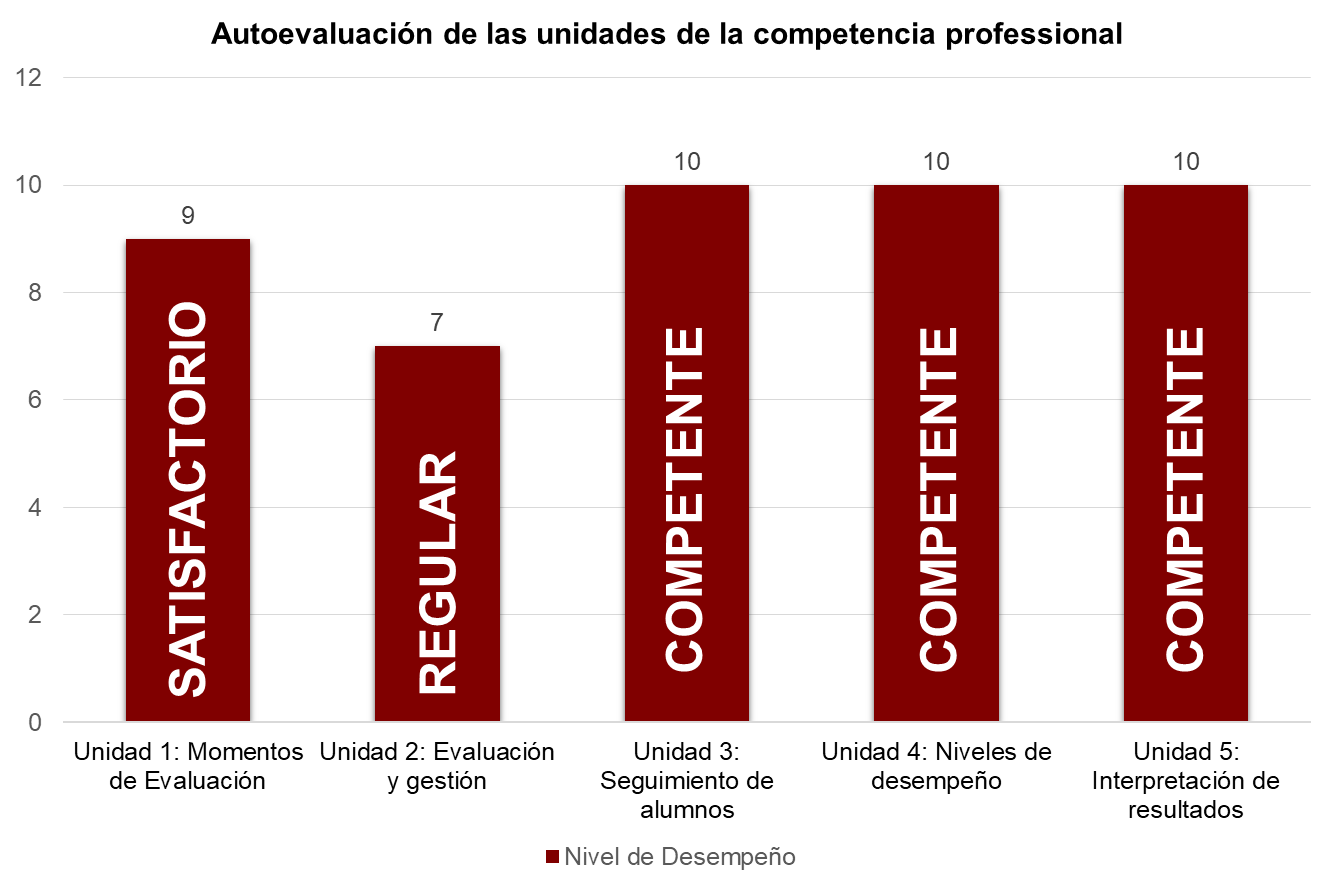 Autoevaluación de las unidades de la competencia professional
12
10
8
6
4
2
0
9
7
10
10
10
SATISFACTORIO
REGULAR
COMPETENTE
COMPETENTE
COMPETENTE
Unidad 1: Momentos
de Evaluación
Unidad 2: Evaluación
y gestión
Unidad 3:
Seguimiento de
alumnos
Unidad 4: Niveles de
desempeño
Unidad 5:
Interpretación de
resultados
Nivel de Desempeño